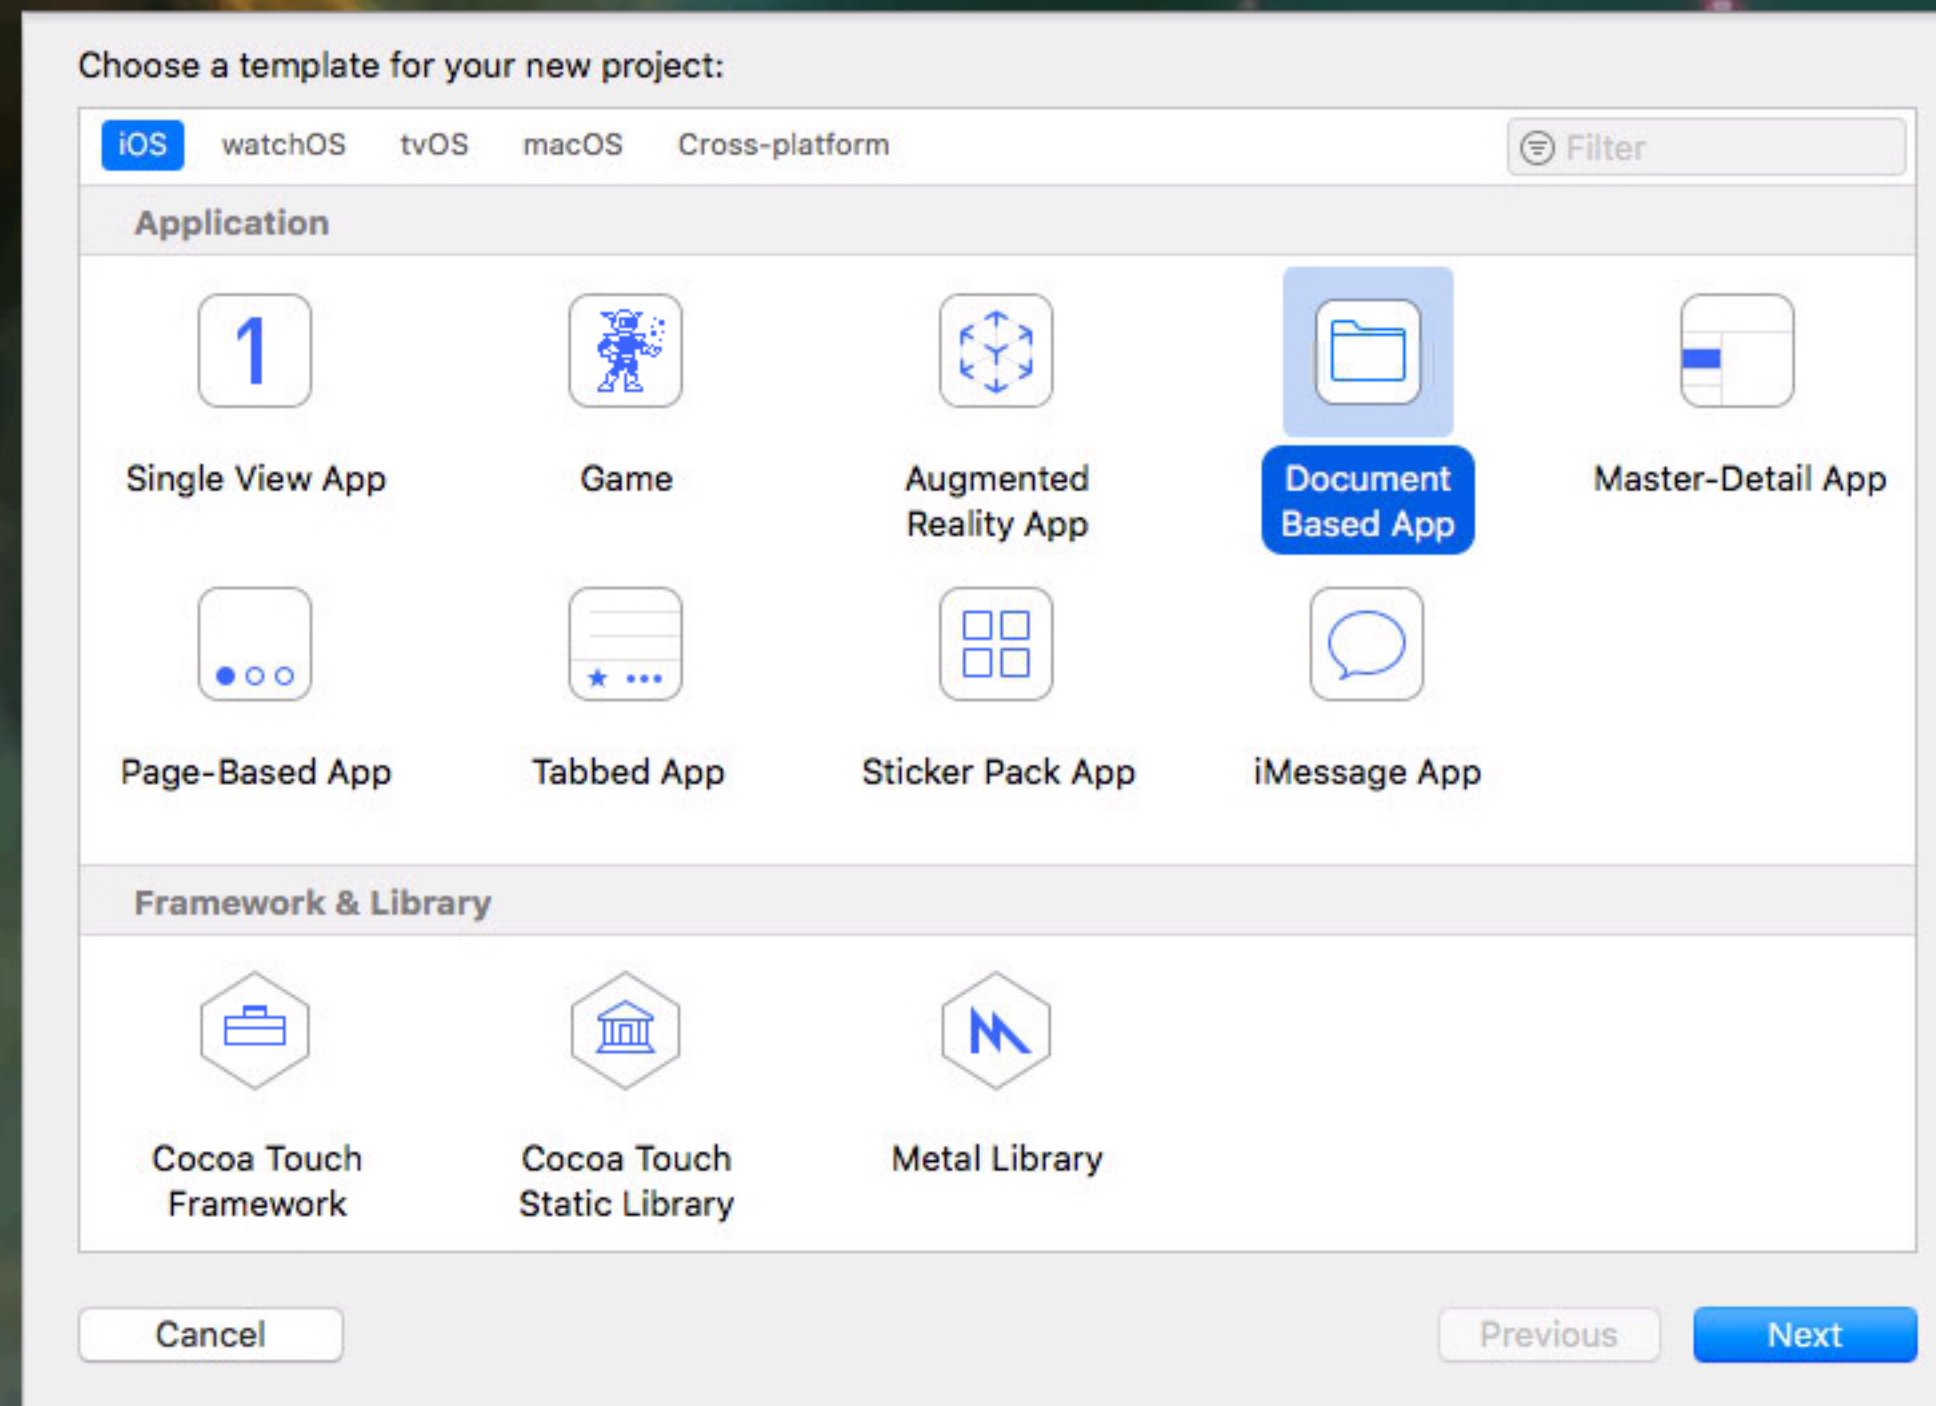 Choose a template for your new project:
iOS watchOS tvOS macOS Cross-platform Filter
Application
1
Single View App Game Augmented Reality App Document Based App Master-Detail App
Page-Based App Tabbed App Sticker Pack App iMessage App
Framework & Library
Cocoa Touch Framework Cocoa Touch Static Library Metal Library
Cancel Previous Next